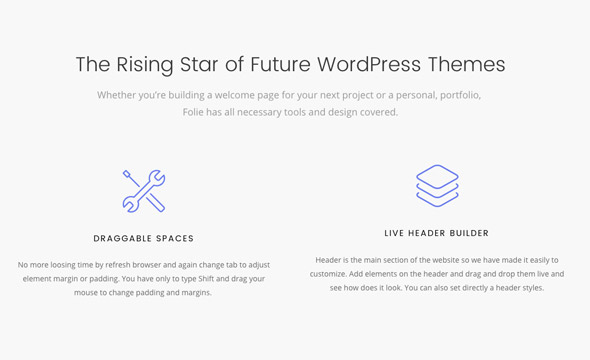 The Rising Star of Future WordPress Themes
Whether you're building a welcome page for your next project or a personal, portfolio,
Folie has all necessary tools and design covered.
DRAGGABLE SPACES
No more loosing time by refresh browser and again change tab to adjust
element margin or padding. You have only to type Shift and drag your
mouse to change padding and margins.
LIVE HEADER BUILDER
Header is the main section of the website so we have made it easily to
customize. Add elements on the header and drag and drop them live and
see how does it look. You can also set directly a header styles.